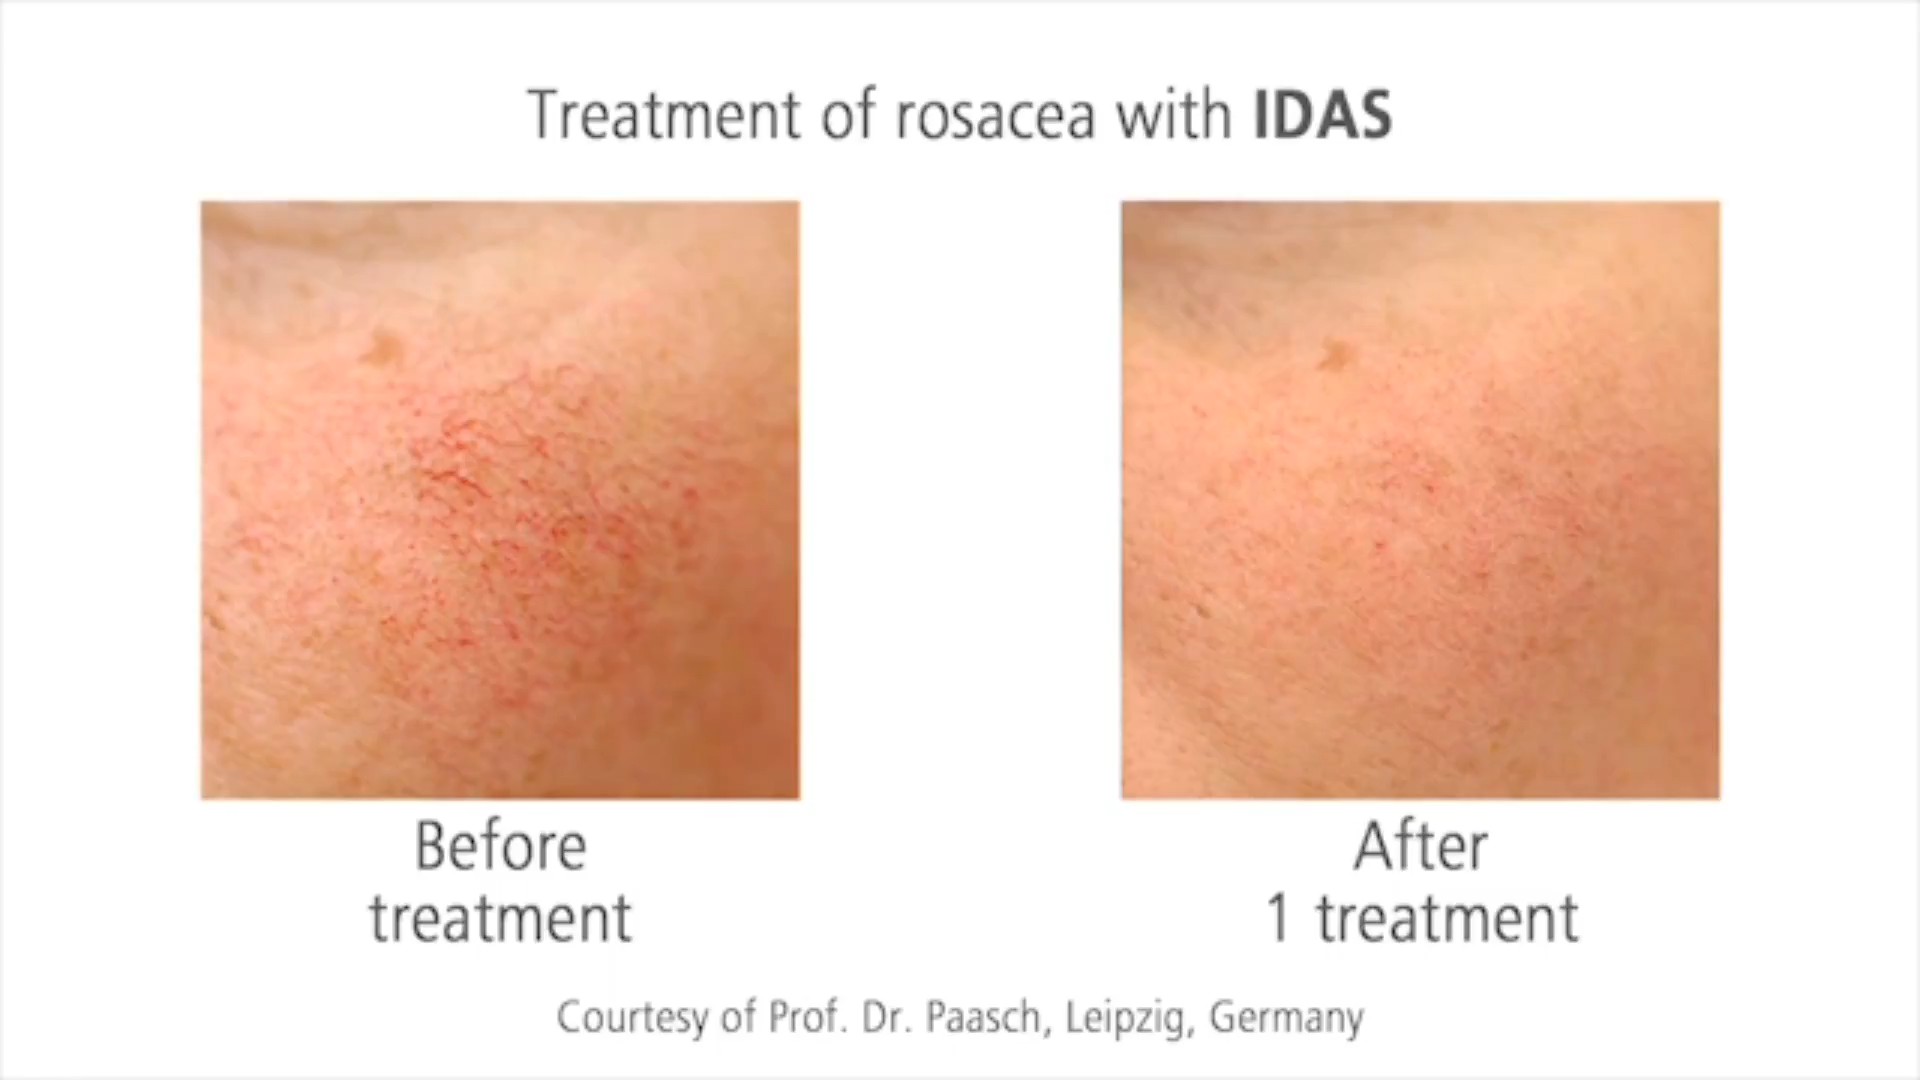 Treatment of rosacea with IDAS
Before
treatment
After
1 treatment
Courtesy of Prof. Dr. Paasch, Leipzig, Germany